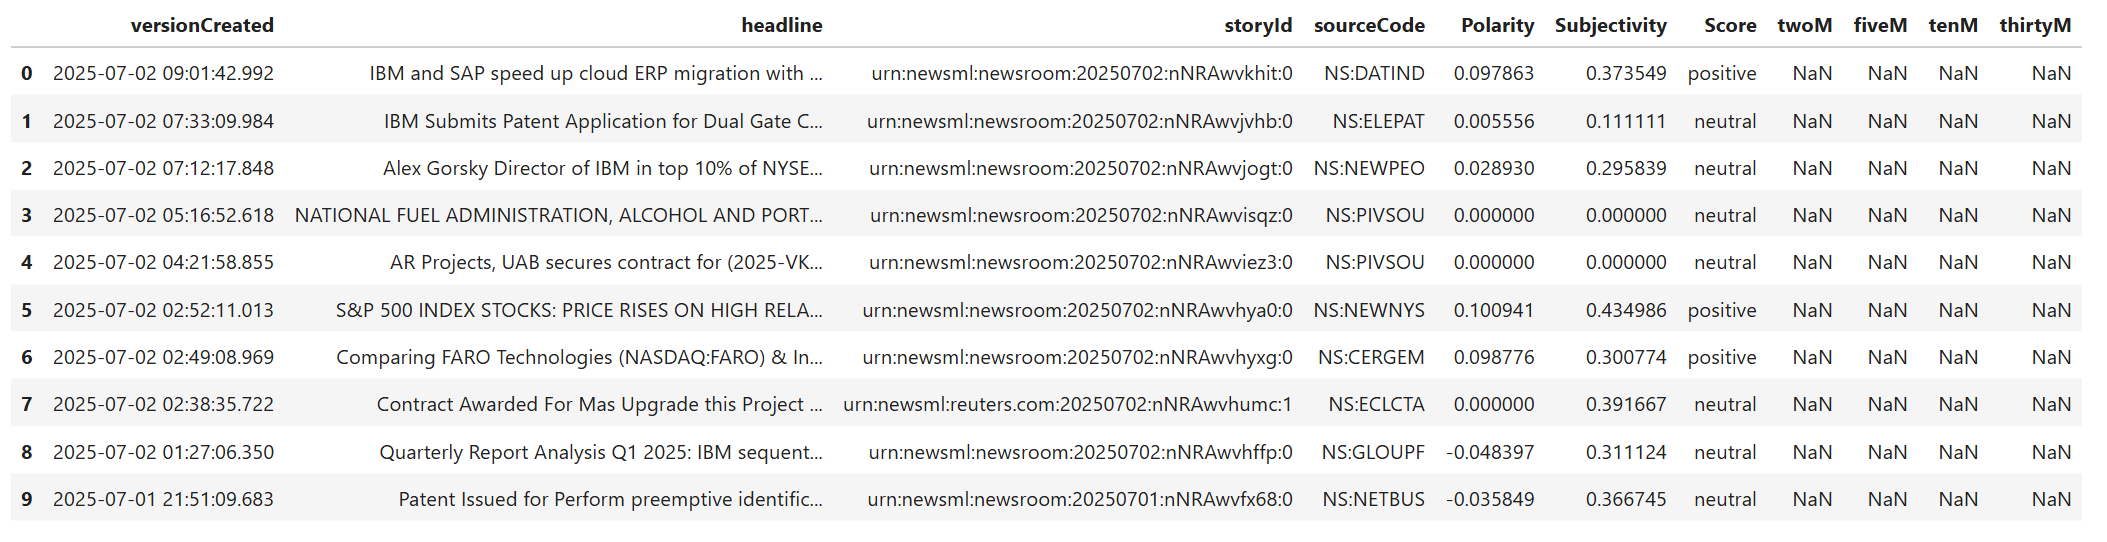 versionCreated headline storyId sourceCode Polarity Subjectivity Score twoM fiveM tenM thirtyM
0 2025-07-02 09:01:42.992 IBM and SAP speed up cloud ERP migration with ... urn:newsml:newsroom:20250702:nNRAwvkhit:0 NS:DATIND 0.097863 0.373549 positive NaN NaN NaN NaN
1 2025-07-02 07:33:09.984 IBM Submits Patent Application for Dual Gate C... urn:newsml:newsroom:20250702:nNRAwvjvhb:0 NS:ELEPAT 0.005556 0.111111 neutral NaN NaN NaN NaN
2 2025-07-02 07:12:17.848 Alex Gorsky Director of IBM in top 10% of NYSE... urn:newsml:newsroom:20250702:nNRAwvjogt:0 NS:NEWPEO 0.028930 0.295839 neutral NaN NaN NaN NaN
3 2025-07-02 05:16:52.618 NATIONAL FUEL ADMINISTRATION, ALCOHOL AND PORT... urn:newsml:newsroom:20250702:nNRAwvisqz:0 NS:PIVSOU 0.000000 0.000000 neutral NaN NaN NaN NaN
4 2025-07-02 04:21:58.855 AR Projects, UAB secures contract for (2025-VK... urn:newsml:newsroom:20250702:nNRAwviez3:0 NS:PIVSOU 0.000000 0.000000 neutral NaN NaN NaN NaN
5 2025-07-02 02:52:11.013 S&P 500 INDEX STOCKS: PRICE RISES ON HIGH RELA... urn:newsml:newsroom:20250702:nNRAwvhya0:0 NS:NEWNYS 0.100941 0.434986 positive NaN NaN NaN NaN
6 2025-07-02 02:49:08.969 Comparing FARO Technologies (NASDAQ:FARO) & In... urn:newsml:newsroom:20250702:nNRAwvhyxg:0 NS:CERGEM 0.098776 0.300774 positive NaN NaN NaN NaN
7 2025-07-02 02:38:35.722 Contract Awarded For Mas Upgrade this Project ... urn:newsml:reuters.com:20250702:nNRAwvhumc:1 NS:ECLCTA 0.000000 0.391667 neutral NaN NaN NaN NaN
8 2025-07-02 01:27:06.350 Quarterly Report Analysis Q1 2025: IBM sequent... urn:newsml:newsroom:20250702:nNRAwvhffp:0 NS:GLOUPF -0.048397 0.311124 neutral NaN NaN NaN NaN
9 2025-07-01 21:51:09.683 Patent Issued for Perform preemptive identific... urn:newsml:newsroom:20250701:nNRAwvfx68:0 NS:NETBUS -0.035849 0.366745 neutral NaN NaN NaN NaN